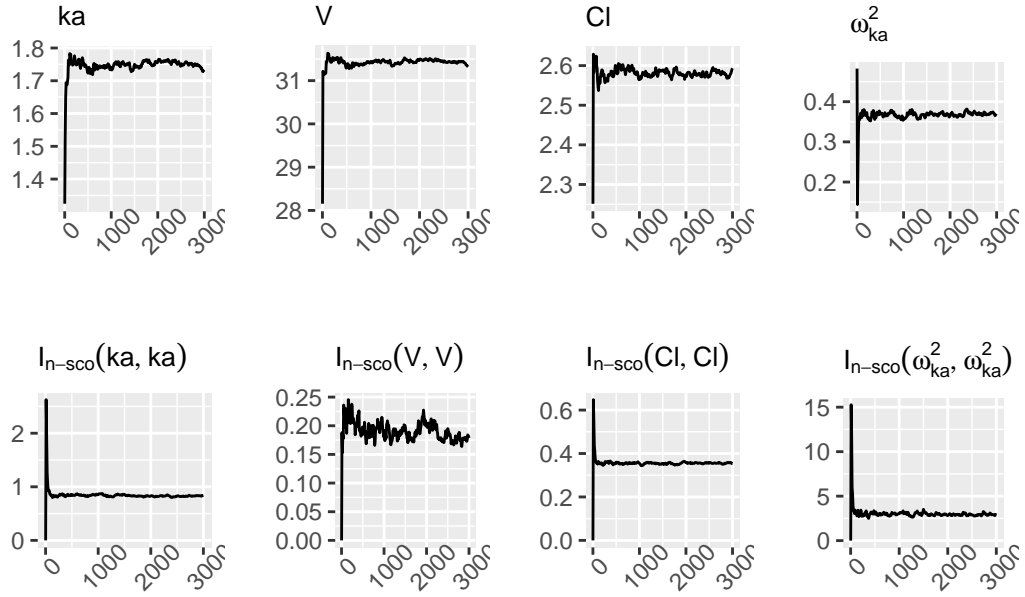 ka V Cl ω²ka
1.8 1.7 1.6 1.5 1.4
0 1000 2000 3000
31 30 29 28
0 1000 2000 3000
2.6 2.5 2.4 2.3
0 1000 2000 3000
0.4 0.3 0.2
0 1000 2000 3000
In−sco(ka, ka) In−sco(V, V) In−sco(Cl, Cl) In−sco(ω²ka, ω²ka)
2 1 0
0 1000 2000 3000
0.25 0.20 0.15 0.10 0.05 0.00
0 1000 2000 3000
0.6 0.4 0.2 0.0
0 1000 2000 3000
15 10 5 0
0 1000 2000 3000